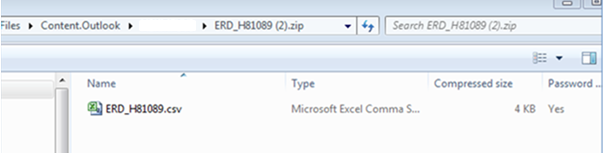 Files ▸ Content.Outlook ▸ ▸ ERD_H81089 (2).zip Search ERD_H81089 (2).zip
Name Type Compressed size Password ...
ERD_H81089.csv Microsoft Excel Comma S... 4 KB Yes